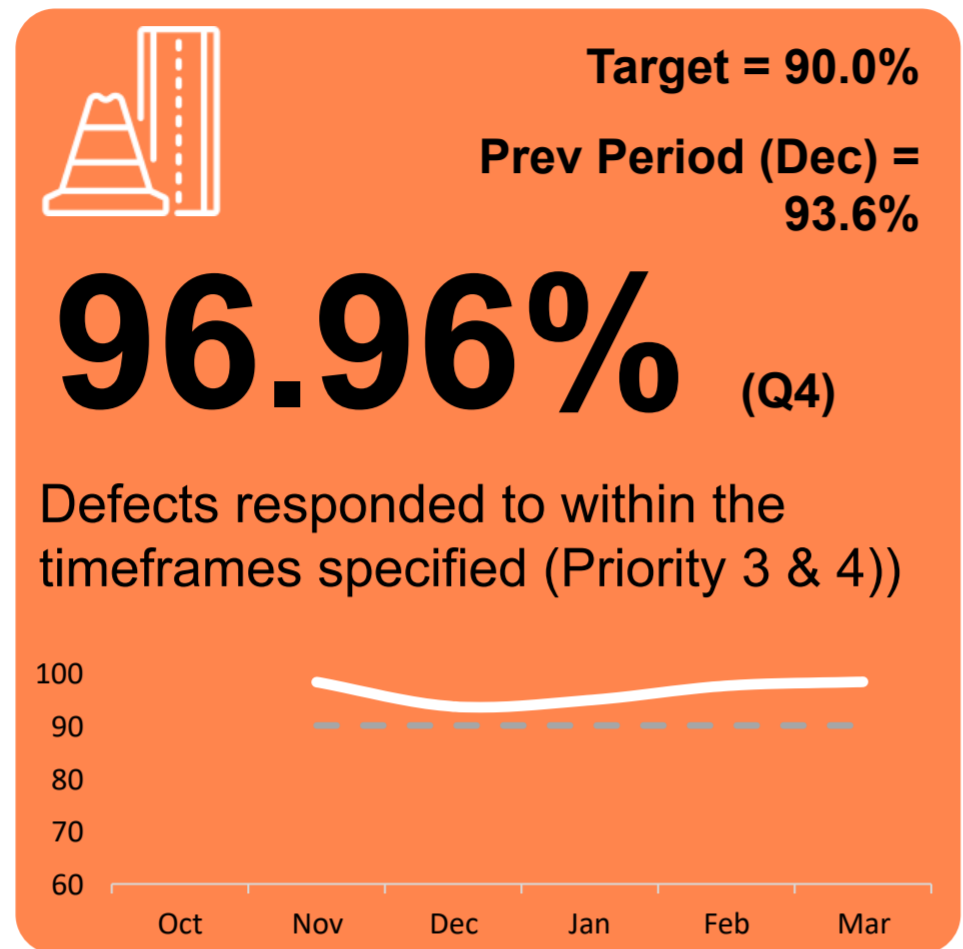 Target = 90.0%
Prev Period (Dec) =
93.6%
96.96% (Q4)
Defects responded to within the
timeframes specified (Priority 3 & 4))
100
90
80
70
60
Oct Nov Dec Jan Feb Mar